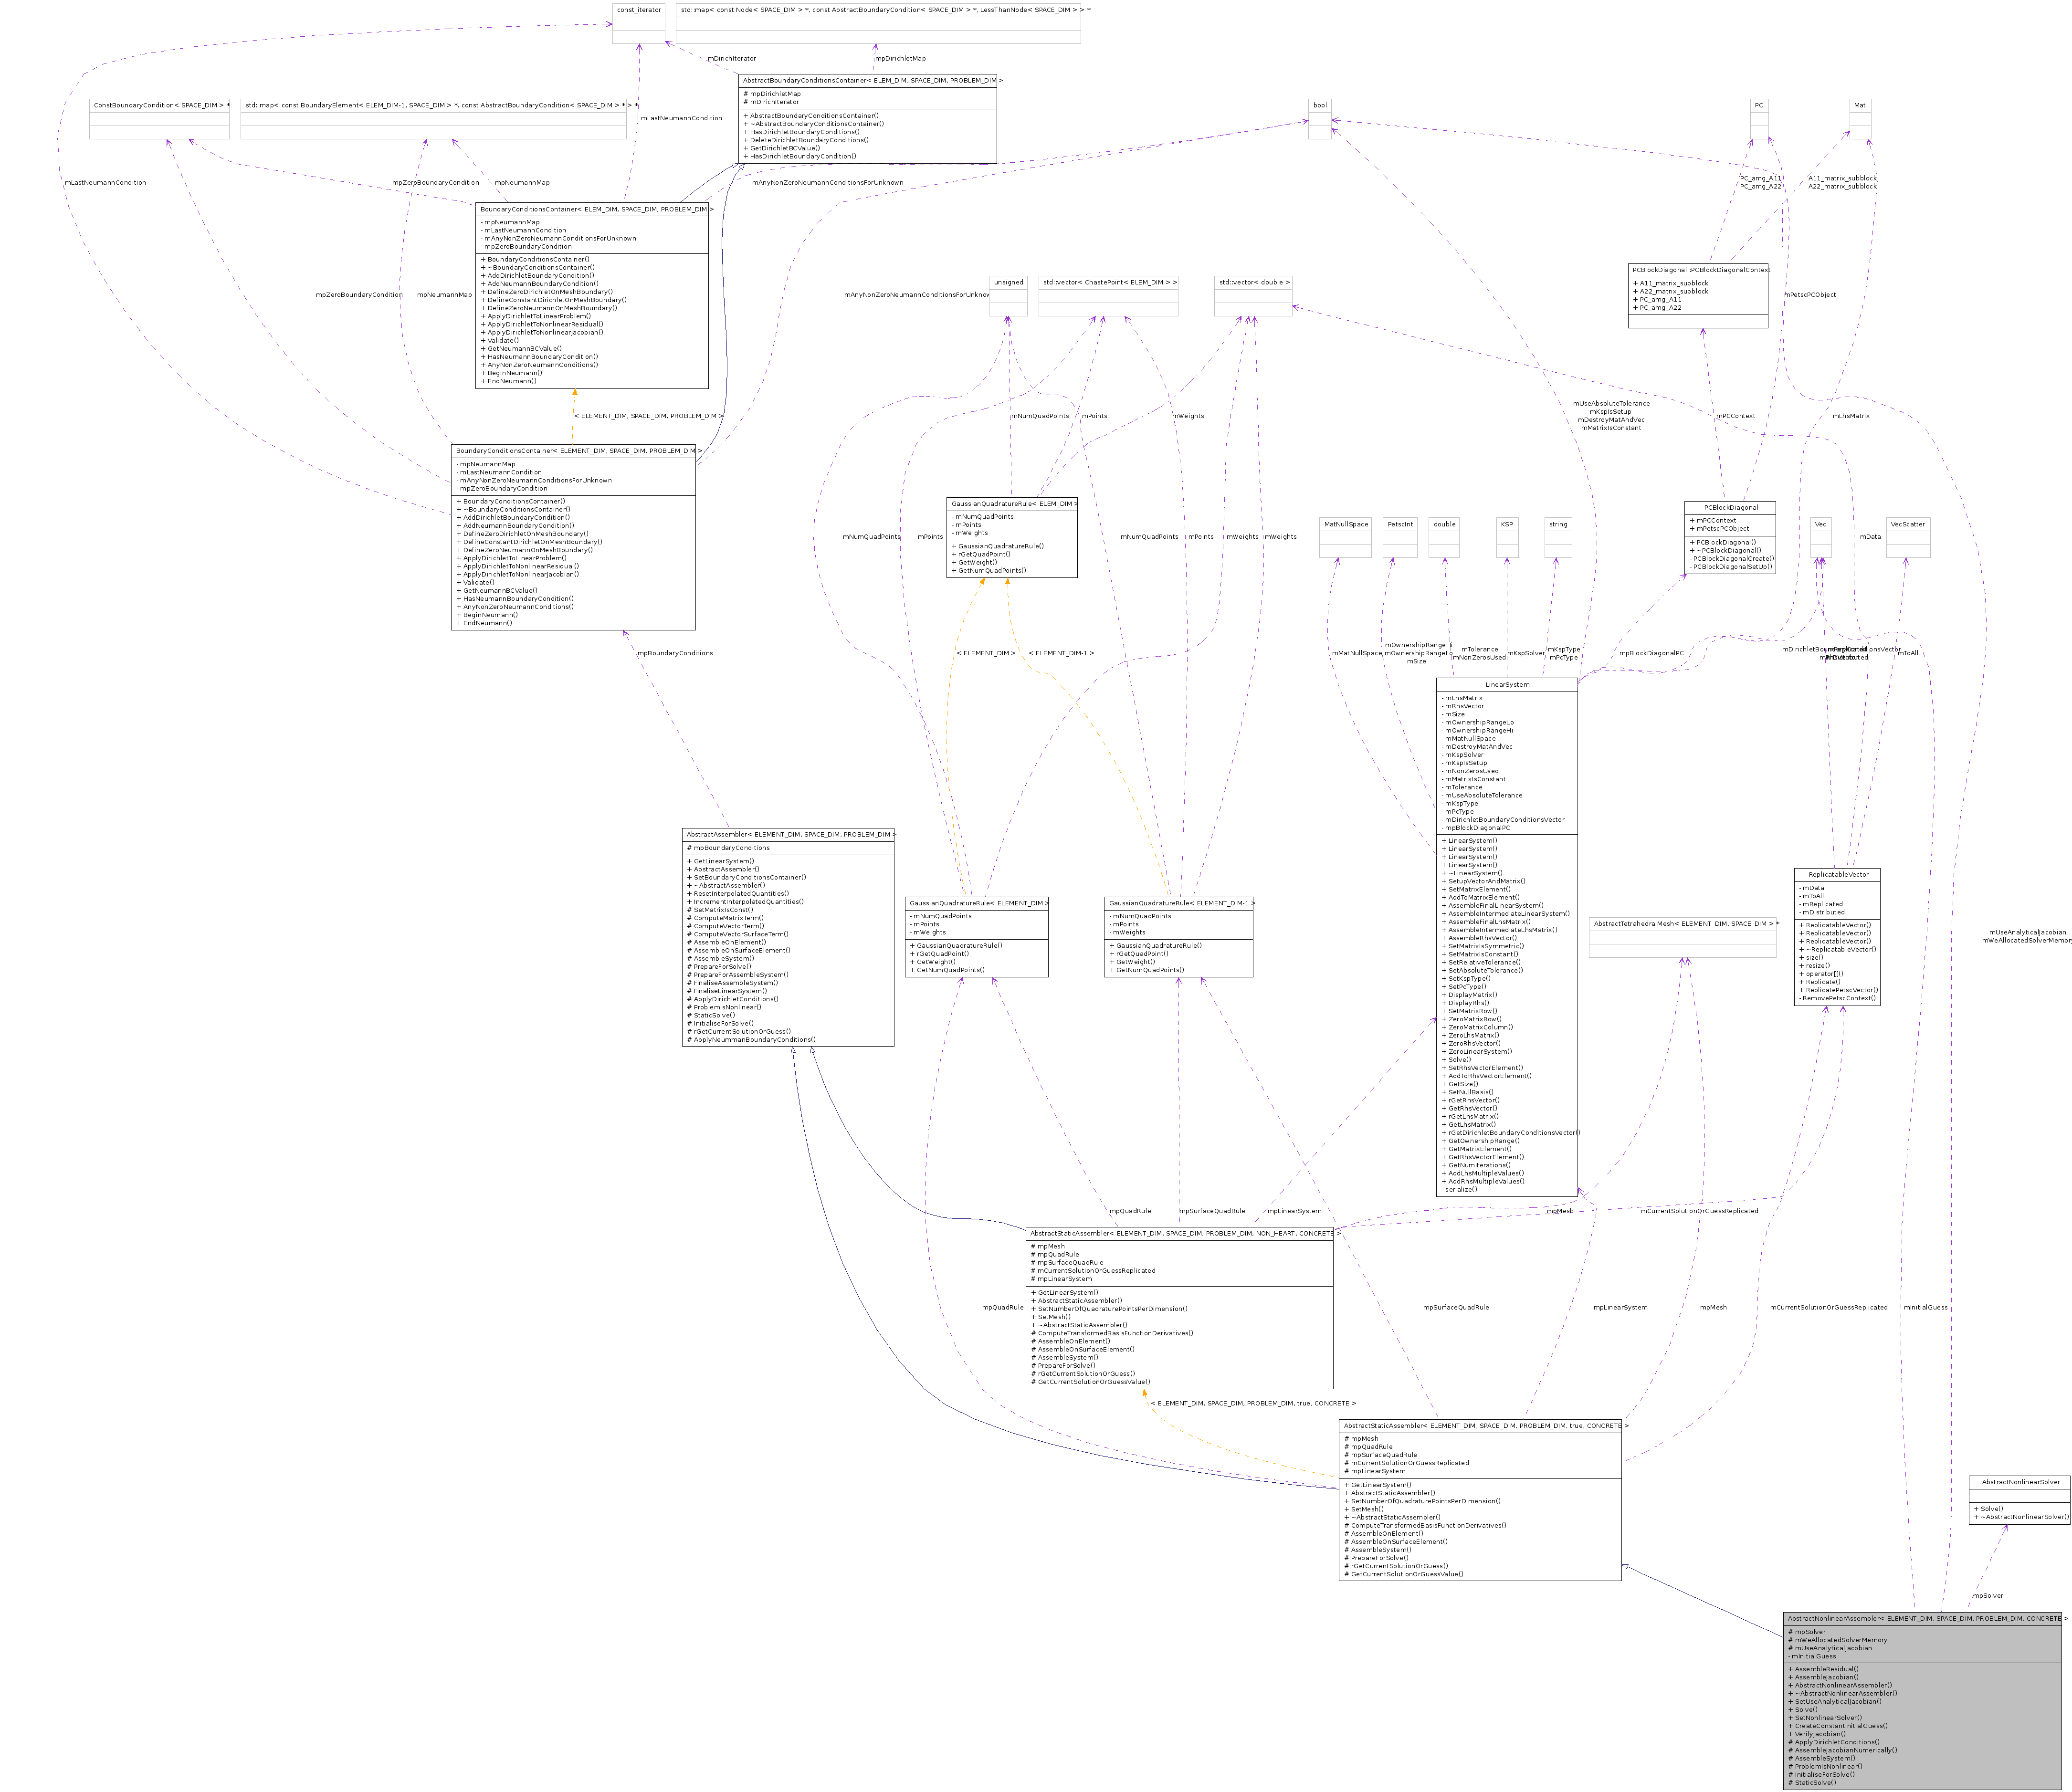 const_iterator
std::map< const Node< SPACE_DIM > *, const AbstractBoundaryCondition< SPACE_DIM > *, LessThanNode< SPACE_DIM > > *
mDirichIterator
mpDirichletMap
AbstractBoundaryConditionsContainer< ELEM_DIM, SPACE_DIM, PROBLEM_DIM >
# mpDirichletMap
# mDirichIterator
+ AbstractBoundaryConditionsContainer()
+ ~AbstractBoundaryConditionsContainer()
+ HasDirichletBoundaryConditions()
+ DeleteDirichletBoundaryConditions()
+ GetDirichletBCValue()
+ HasDirichletBoundaryCondition()
ConstBoundaryCondition< SPACE_DIM > *
std::map< const BoundaryElement< ELEM_DIM-1, SPACE_DIM > *, const AbstractBoundaryCondition< SPACE_DIM > * > *
mLastNeumannCondition
bool
PC
Mat
mLastNeumannCondition
mpZeroBoundaryCondition
mpNeumannMap
mAnyNonZeroNeumannConditionsForUnknown
PC_amg_A11
PC_amg_A22
A11_matrix_subblock
A22_matrix_subblock
BoundaryConditionsContainer< ELEM_DIM, SPACE_DIM, PROBLEM_DIM >
- mpNeumannMap
- mLastNeumannCondition
- mAnyNonZeroNeumannConditionsForUnknown
- mpZeroBoundaryCondition
+ BoundaryConditionsContainer()
+ ~BoundaryConditionsContainer()
+ AddDirichletBoundaryCondition()
+ AddNeumannBoundaryCondition()
+ DefineZeroDirichletOnMeshBoundary()
+ DefineConstantDirichletOnMeshBoundary()
+ DefineZeroNeumannOnMeshBoundary()
+ ApplyDirichletToLinearProblem()
+ ApplyDirichletToNonlinearResidual()
+ ApplyDirichletToNonlinearJacobian()
+ Validate()
+ GetNeumannBCValue()
+ HasNeumannBoundaryCondition()
+ AnyNonZeroNeumannConditions()
+ BeginNeumann()
+ EndNeumann()
mpZeroBoundaryCondition
mpNeumannMap
mAnyNonZeroNeumannConditionsForUnknown
unsigned
std::vector< ChastePoint< ELEM_DIM > >
std::vector< double >
PCBlockDiagonal::PCBlockDiagonalContext
+ A11_matrix_subblock
+ A22_matrix_subblock
+ PC_amg_A11
+ PC_amg_A22
mPetscPCObject
< ELEMENT_DIM, SPACE_DIM, PROBLEM_DIM >
mNumQuadPoints
mPoints
mWeights
mUseAbsoluteTolerance
mKspIsSetup
mDestroyMatAndVec
mMatrixIsConstant
mPCContext
mLhsMatrix
BoundaryConditionsContainer< ELEMENT_DIM, SPACE_DIM, PROBLEM_DIM >
- mpNeumannMap
- mLastNeumannCondition
- mAnyNonZeroNeumannConditionsForUnknown
- mpZeroBoundaryCondition
+ BoundaryConditionsContainer()
+ ~BoundaryConditionsContainer()
+ AddDirichletBoundaryCondition()
+ AddNeumannBoundaryCondition()
+ DefineZeroDirichletOnMeshBoundary()
+ DefineConstantDirichletOnMeshBoundary()
+ DefineZeroNeumannOnMeshBoundary()
+ ApplyDirichletToLinearProblem()
+ ApplyDirichletToNonlinearResidual()
+ ApplyDirichletToNonlinearJacobian()
+ Validate()
+ GetNeumannBCValue()
+ HasNeumannBoundaryCondition()
+ AnyNonZeroNeumannConditions()
+ BeginNeumann()
+ EndNeumann()
mNumQuadPoints
mPoints
GaussianQuadratureRule< ELEM_DIM >
- mNumQuadPoints
- mPoints
- mWeights
+ GaussianQuadratureRule()
+ rGetQuadPoint()
+ GetWeight()
+ GetNumQuadPoints()
mNumQuadPoints
mPoints
mWeights
mWeights
MatNullSpace
PetscInt
double
KSP
string
PCBlockDiagonal
+ mPCContext
+ mPetscPCObject
+ PCBlockDiagonal()
+ ~PCBlockDiagonal()
- PCBlockDiagonalCreate()
- PCBlockDiagonalSetUp()
Vec
mData
VecScatter
mpBoundaryConditions
< ELEMENT_DIM >
< ELEMENT_DIM-1 >
mMatNullSpace
mOwnershipRangeHi
mOwnershipRangeLo
mSize
mTolerance
mNonZerosUsed
mKspSolver
mKspType
mPcType
mpBlockDiagonalPC
mToAll
LinearSystem
- mLhsMatrix
- mRhsVector
- mSize
- mOwnershipRangeLo
- mOwnershipRangeHi
- mMatNullSpace
- mDestroyMatAndVec
- mKspSolver
- mKspIsSetup
- mNonZerosUsed
- mMatrixIsConstant
- mTolerance
- mUseAbsoluteTolerance
- mKspType
- mPcType
- mDirichletBoundaryConditionsVector
- mpBlockDiagonalPC
+ LinearSystem()
+ LinearSystem()
+ LinearSystem()
+ LinearSystem()
+ ~LinearSystem()
+ SetupVectorAndMatrix()
+ SetMatrixElement()
+ AddToMatrixElement()
+ AssembleFinalLinearSystem()
+ AssembleIntermediateLinearSystem()
+ AssembleFinalLhsMatrix()
+ AssembleIntermediateLhsMatrix()
+ AssembleRhsVector()
+ SetMatrixIsSymmetric()
+ SetMatrixIsConstant()
+ SetRelativeTolerance()
+ SetAbsoluteTolerance()
+ SetKspType()
+ SetPcType()
+ DisplayMatrix()
+ DisplayRhs()
+ SetMatrixRow()
+ ZeroMatrixRow()
+ ZeroMatrixColumn()
+ ZeroLhsMatrix()
+ ZeroRhsVector()
+ ZeroLinearSystem()
+ Solve()
+ SetRhsVectorElement()
+ AddToRhsVectorElement()
+ GetSize()
+ SetNullBasis()
+ rGetRhsVector()
+ GetRhsVector()
+ rGetLhsMatrix()
+ GetLhsMatrix()
+ rGetDirichletBoundaryConditionsVector()
+ GetOwnershipRange()
+ GetMatrixElement()
+ GetRhsVectorElement()
+ GetNumIterations()
+ AddLhsMultipleValues()
+ AddRhsMultipleValues()
- serialize()
AbstractAssembler< ELEMENT_DIM, SPACE_DIM, PROBLEM_DIM >
# mpBoundaryConditions
+ GetLinearSystem()
+ AbstractAssembler()
+ SetBoundaryConditionsContainer()
+ ~AbstractAssembler()
+ ResetInterpolatedQuantities()
+ IncrementInterpolatedQuantities()
# SetMatrixIsConst()
# ComputeMatrixTerm()
# ComputeVectorTerm()
# ComputeVectorSurfaceTerm()
# AssembleOnElement()
# AssembleOnSurfaceElement()
# AssembleSystem()
# PrepareForSolve()
# PrepareForAssembleSystem()
# FinaliseAssembleSystem()
# FinaliseLinearSystem()
# ApplyDirichletConditions()
# ProblemIsNonlinear()
# StaticSolve()
# InitialiseForSolve()
# rGetCurrentSolutionOrGuess()
# ApplyNeummanBoundaryConditions()
GaussianQuadratureRule< ELEMENT_DIM >
- mNumQuadPoints
- mPoints
- mWeights
+ GaussianQuadratureRule()
+ rGetQuadPoint()
+ GetWeight()
+ GetNumQuadPoints()
GaussianQuadratureRule< ELEMENT_DIM-1 >
- mNumQuadPoints
- mPoints
- mWeights
+ GaussianQuadratureRule()
+ rGetQuadPoint()
+ GetWeight()
+ GetNumQuadPoints()
AbstractTetrahedralMesh< ELEMENT_DIM, SPACE_DIM > *
ReplicatableVector
- mData
- mToAll
- mReplicated
- mDistributed
+ ReplicatableVector()
+ ReplicatableVector()
+ ReplicatableVector()
+ ~ReplicatableVector()
+ size()
+ resize()
+ operator[]()
+ Replicate()
+ ReplicatePetscVector()
- RemovePetscContext()
mUseAnalyticalJacobian
mWeAllocatedSolverMemory
mpQuadRule
mpSurfaceQuadRule
mpLinearSystem
mpMesh
mCurrentSolutionOrGuessReplicated
AbstractStaticAssembler< ELEMENT_DIM, SPACE_DIM, PROBLEM_DIM, NON_HEART, CONCRETE >
# mpMesh
# mpQuadRule
# mpSurfaceQuadRule
# mCurrentSolutionOrGuessReplicated
# mpLinearSystem
+ GetLinearSystem()
+ AbstractStaticAssembler()
+ SetNumberOfQuadraturePointsPerDimension()
+ SetMesh()
+ ~AbstractStaticAssembler()
# ComputeTransformedBasisFunctionDerivatives()
# AssembleOnElement()
# AssembleOnSurfaceElement()
# AssembleSystem()
# PrepareForSolve()
# rGetCurrentSolutionOrGuess()
# GetCurrentSolutionOrGuessValue()
mpQuadRule
mpSurfaceQuadRule
mpLinearSystem
mpMesh
mCurrentSolutionOrGuessReplicated
mInitialGuess
< ELEMENT_DIM, SPACE_DIM, PROBLEM_DIM, true, CONCRETE >
AbstractStaticAssembler< ELEMENT_DIM, SPACE_DIM, PROBLEM_DIM, true, CONCRETE >
# mpMesh
# mpQuadRule
# mpSurfaceQuadRule
# mCurrentSolutionOrGuessReplicated
# mpLinearSystem
+ GetLinearSystem()
+ AbstractStaticAssembler()
+ SetNumberOfQuadraturePointsPerDimension()
+ SetMesh()
+ ~AbstractStaticAssembler()
# ComputeTransformedBasisFunctionDerivatives()
# AssembleOnElement()
# AssembleOnSurfaceElement()
# AssembleSystem()
# PrepareForSolve()
# rGetCurrentSolutionOrGuess()
# GetCurrentSolutionOrGuessValue()
AbstractNonlinearSolver
+ Solve()
+ ~AbstractNonlinearSolver()
mpSolver
AbstractNonlinearAssembler< ELEMENT_DIM, SPACE_DIM, PROBLEM_DIM, CONCRETE >
# mpSolver
# mWeAllocatedSolverMemory
# mUseAnalyticalJacobian
- mInitialGuess
+ AssembleResidual()
+ AssembleJacobian()
+ AbstractNonlinearAssembler()
+ ~AbstractNonlinearAssembler()
+ SetUseAnalyticalJacobian()
+ Solve()
+ SetNonlinearSolver()
+ CreateConstantInitialGuess()
+ VerifyJacobian()
# ApplyDirichletConditions()
# AssembleJacobianNumerically()
# AssembleSystem()
# ProblemIsNonlinear()
# InitialiseForSolve()
# StaticSolve()